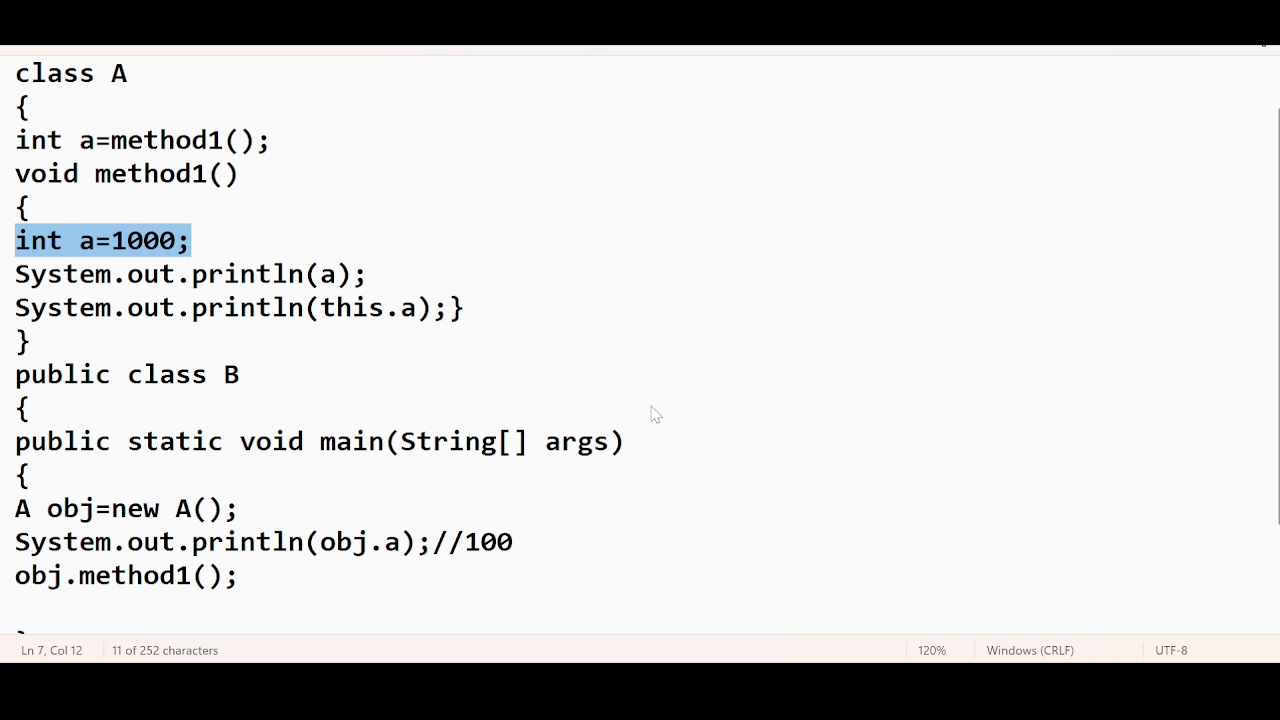 class A
{
int a=method1();
void method1()
{
int a=1000;
System.out.println(a);
System.out.println(this.a);}
}
public class B
{
public static void main(String[] args)
{
A obj=new A();
System.out.println(obj.a);//100
obj.method1();
Ln 7, Col 12 11 of 252 characters 120% Windows (CRLF) UTF-8